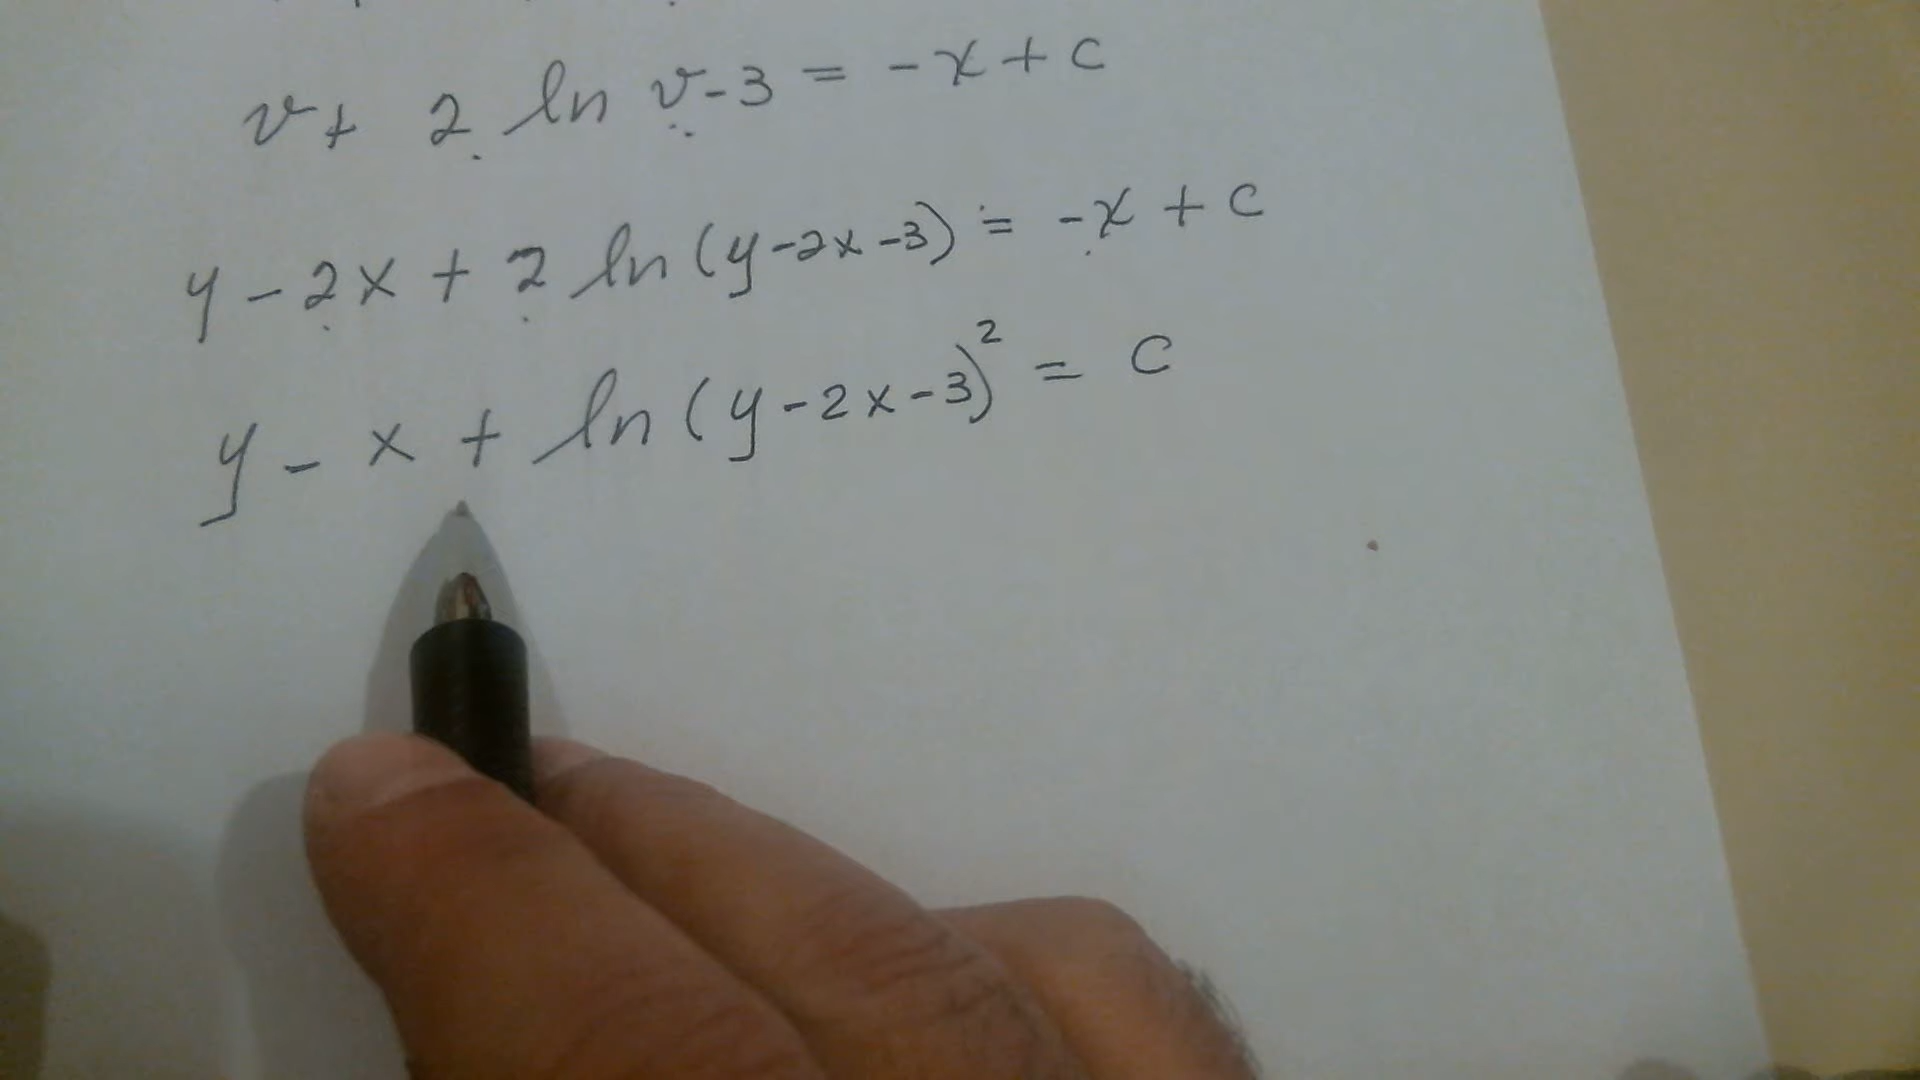 v + 2 ln v-3 = -x + c
y - 2x + 2 ln (y-2x-3) = -x + c
y - x + ln (y-2x-3)² = c